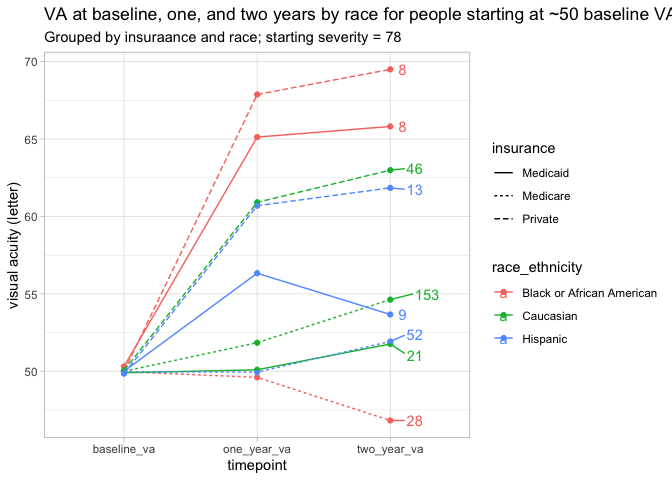 VA at baseline, one, and two years by race for people starting at ~50 baseline VA
Grouped by insuraance and race; starting severity = 78
visual acuity (letter)
70
65
60
55
50
8
8
46
13
153
9
52
21
28
baseline_va
one_year_va
two_year_va
timepoint
insurance
Medicaid
Medicare
Private
race_ethnicity
a Black or African American
a Caucasian
a Hispanic